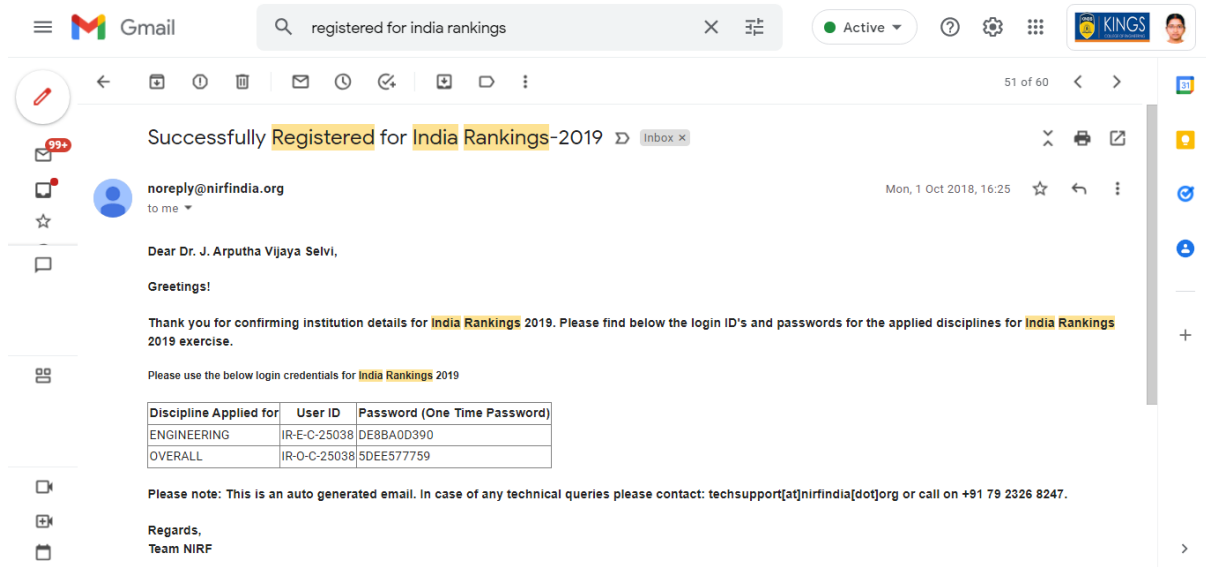 Gmail
registered for india rankings
Active
KINGS
COLLEGE OF ENGINEERING
51 of 60
31
99+
Successfully Registered for India Rankings-2019 Inbox ×
noreply@nirfindia.org
Mon, 1 Oct 2018, 16:25
to me
Dear Dr. J. Arputha Vijaya Selvi,
Greetings!
Thank you for confirming institution details for India Rankings 2019. Please find below the login ID's and passwords for the applied disciplines for India Rankings
2019 exercise.
Please use the below login credentials for India Rankings 2019
Discipline Applied for User ID Password (One Time Password)
ENGINEERING IR-E-C-25038 DE8BA0D390
OVERALL IR-O-C-25038 5DEE577759
Please note: This is an auto generated email. In case of any technical queries please contact: techsupport[at]nirfindia[dot]org or call on +91 79 2326 8247.
Regards,
Team NIRF